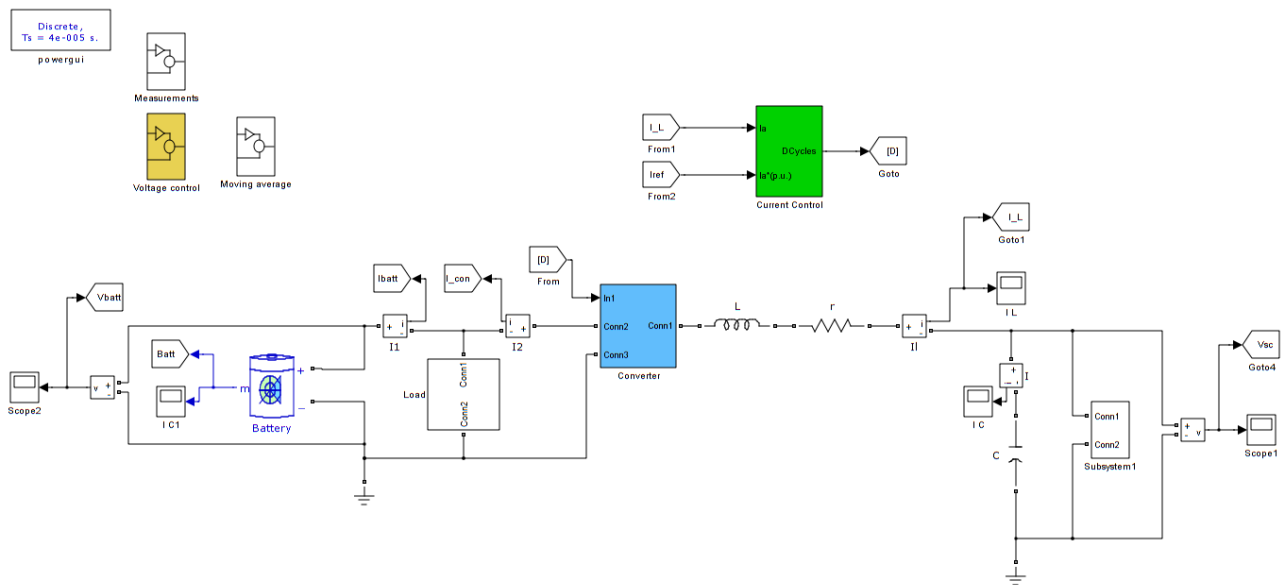 Discrete,
Ts = 4e-005 s.
powergui
Measurements
Voltage control
Moving average
I_L
From1
Iref
From2
Ia
DCycles
Ia*(p.u.)
Current Control
[D]
Goto
I_L
Goto1
I L
Vbatt
Scope2
v
+
-
Batt
I C1
m
+
_
Battery
Ibatt
+
i
-
I1
I_con
i
-
+
I2
Load
Conn1
Conn2
[D]
From
In1
Conn2
Conn3
Conn1
Converter
L
r
+
i
-
Il
+
-
i
I
I C
C
Conn1
Conn2
Subsystem1
+
-
v
Vsc
Goto4
Scope1